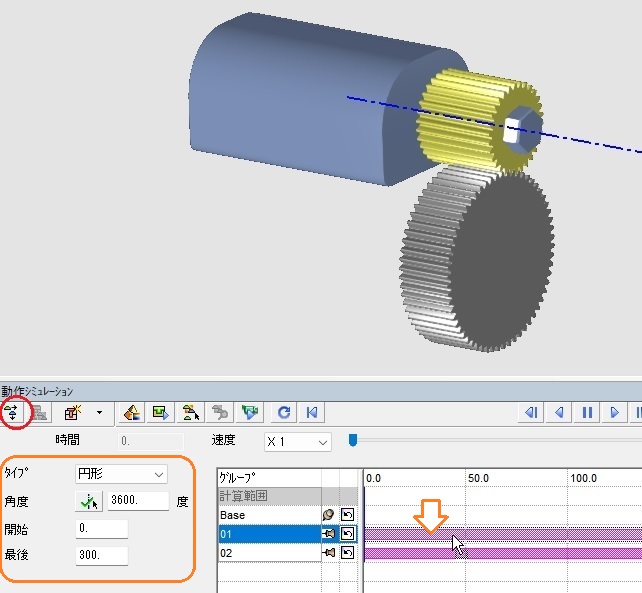 動作シミュレーション
時間 0. 速度 X 1
タイプ 円形
角度 3600. 度
開始 0.
最後 300.
グループ 0.0 50.0 100.0
計算範囲
Base
01
02